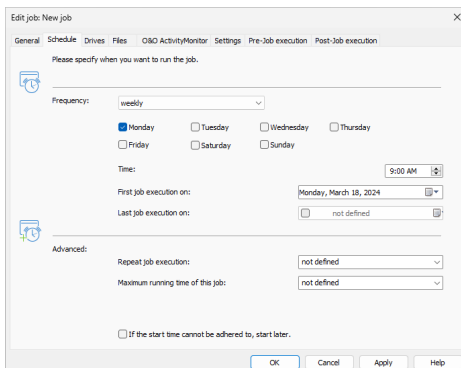 Edit job: New job
General Schedule Drives Files O&O ActivityMonitor Settings Pre-Job execution Post-Job execution
Please specify when you want to run the job.
Frequency: weekly
Monday Tuesday Wednesday Thursday
Friday Saturday Sunday
Time: 9:00 AM
First job execution on: Monday, March 18, 2024
Last job execution on: not defined
Advanced:
Repeat job execution: not defined
Maximum running time of this job: not defined
If the start time cannot be adhered to, start later.
OK Cancel Apply Help